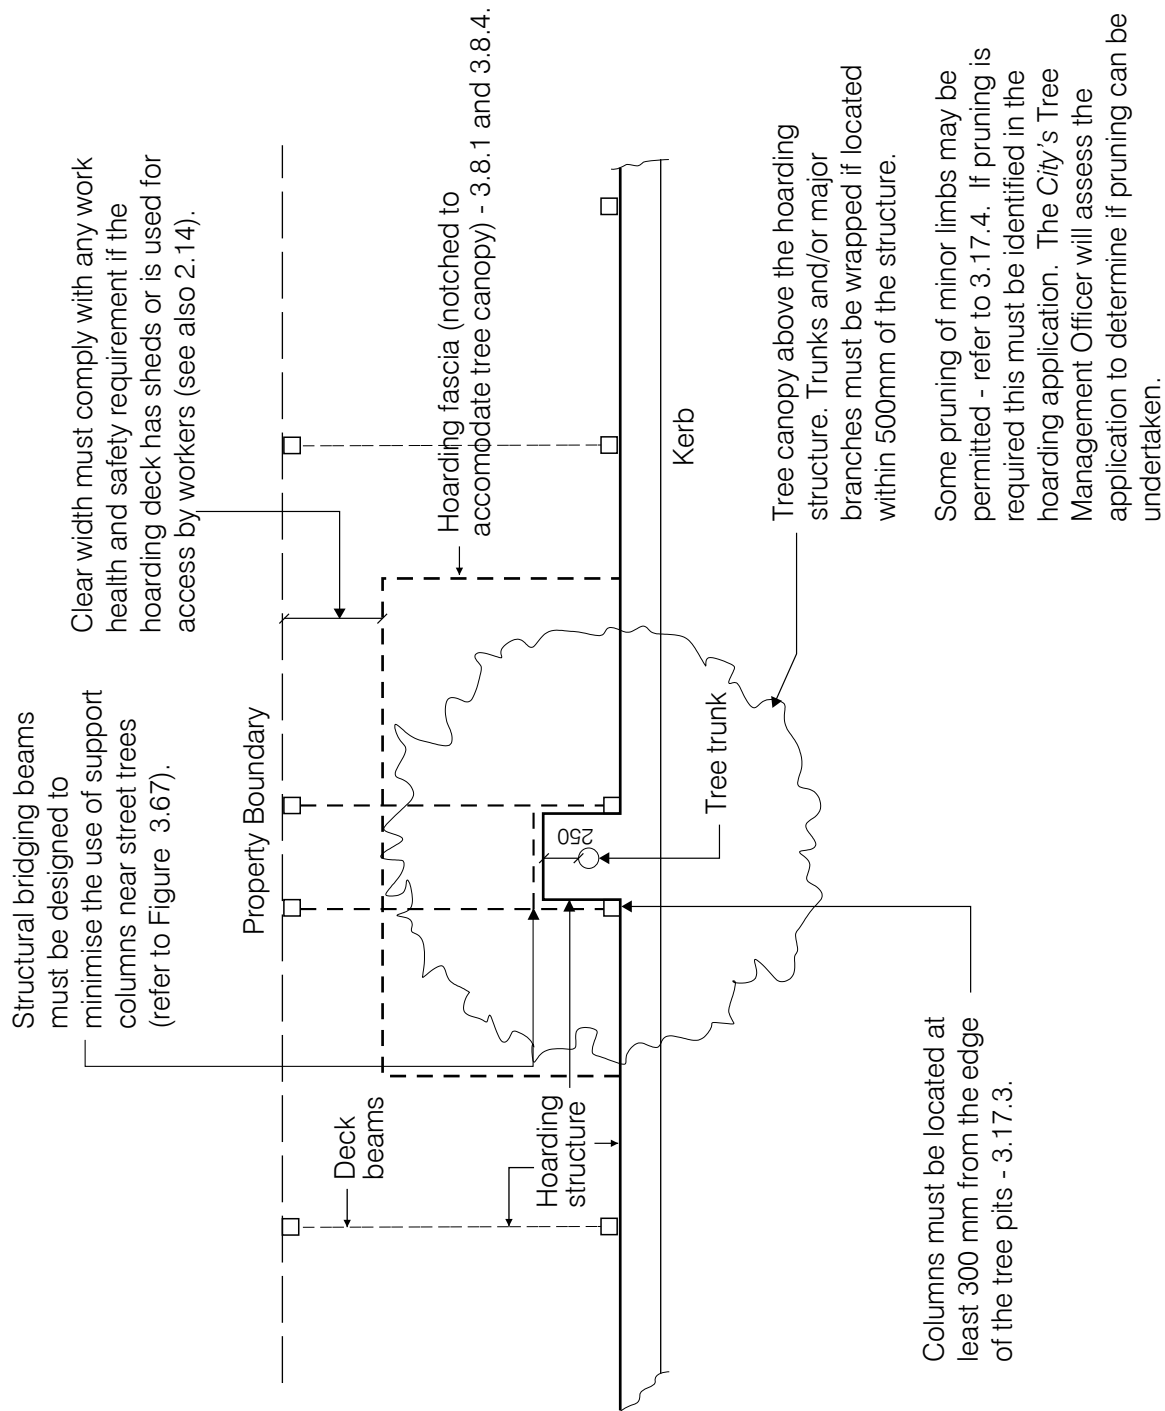 Structural bridging beams
must be designed to
minimise the use of support
columns near street trees
(refer to Figure 3.67).
Clear width must comply with any work
health and safety requirement if the
hoarding deck has sheds or is used for
access by workers (see also 2.14).
Property Boundary
Deck
beams
Hoarding fascia (notched to
accomodate tree canopy) - 3.8.1 and 3.8.4.
Hoarding
structure
250
Tree trunk
Kerb
Tree canopy above the hoarding
structure. Trunks and/or major
branches must be wrapped if located
within 500mm of the structure.
Columns must be located at
least 300 mm from the edge
of the tree pits - 3.17.3.
Some pruning of minor limbs may be
permitted - refer to 3.17.4. If pruning is
required this must be identified in the
hoarding application. The City's Tree
Management Officer will assess the
application to determine if pruning can be
undertaken.